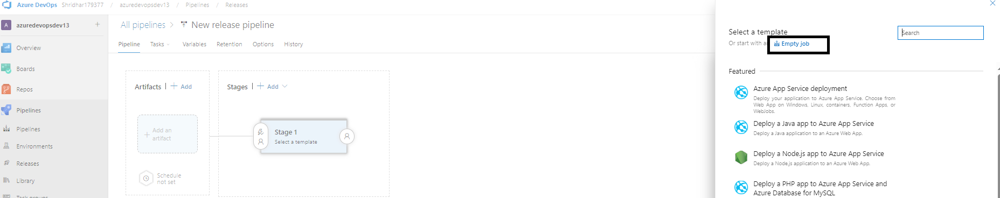 Azure DevOps Shridhar179377 / azuredevopsdev13 / Pipelines / Releases
A azuredevopsdev13 +
Overview
Boards
Repos
Pipelines
Pipelines
Environments
Releases
Library
Task groups
All pipelines > New release pipeline
Pipeline Tasks Variables Retention Options History
Artifacts | + Add
+ Add an
artifact
Schedule
not set
Stages | + Add
Stage 1
Select a template
Select a template
Search
Or start with a Empty job
Featured
Azure App Service deployment
Deploy your application to Azure App Service. Choose from
Web App on Windows, Linux, containers, Function Apps, or
WebJobs.
Deploy a Java app to Azure App Service
Deploy a Java application to an Azure Web App.
Deploy a Node.js app to Azure App Service
Deploy a Node.js application to an Azure Web App.
Deploy a PHP app to Azure App Service and
Azure Database for MySQL